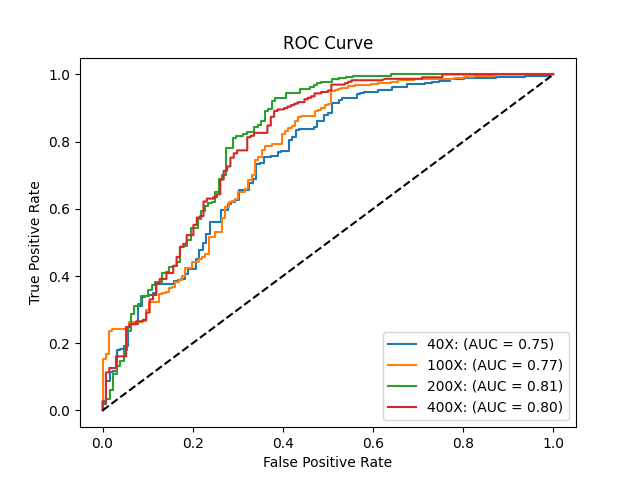 ROC Curve
True Positive Rate
1.0
0.8
0.6
0.4
0.2
0.0
40X: (AUC = 0.75)
100X: (AUC = 0.77)
200X: (AUC = 0.81)
400X: (AUC = 0.80)
0.0 0.2 0.4 0.6 0.8 1.0
False Positive Rate